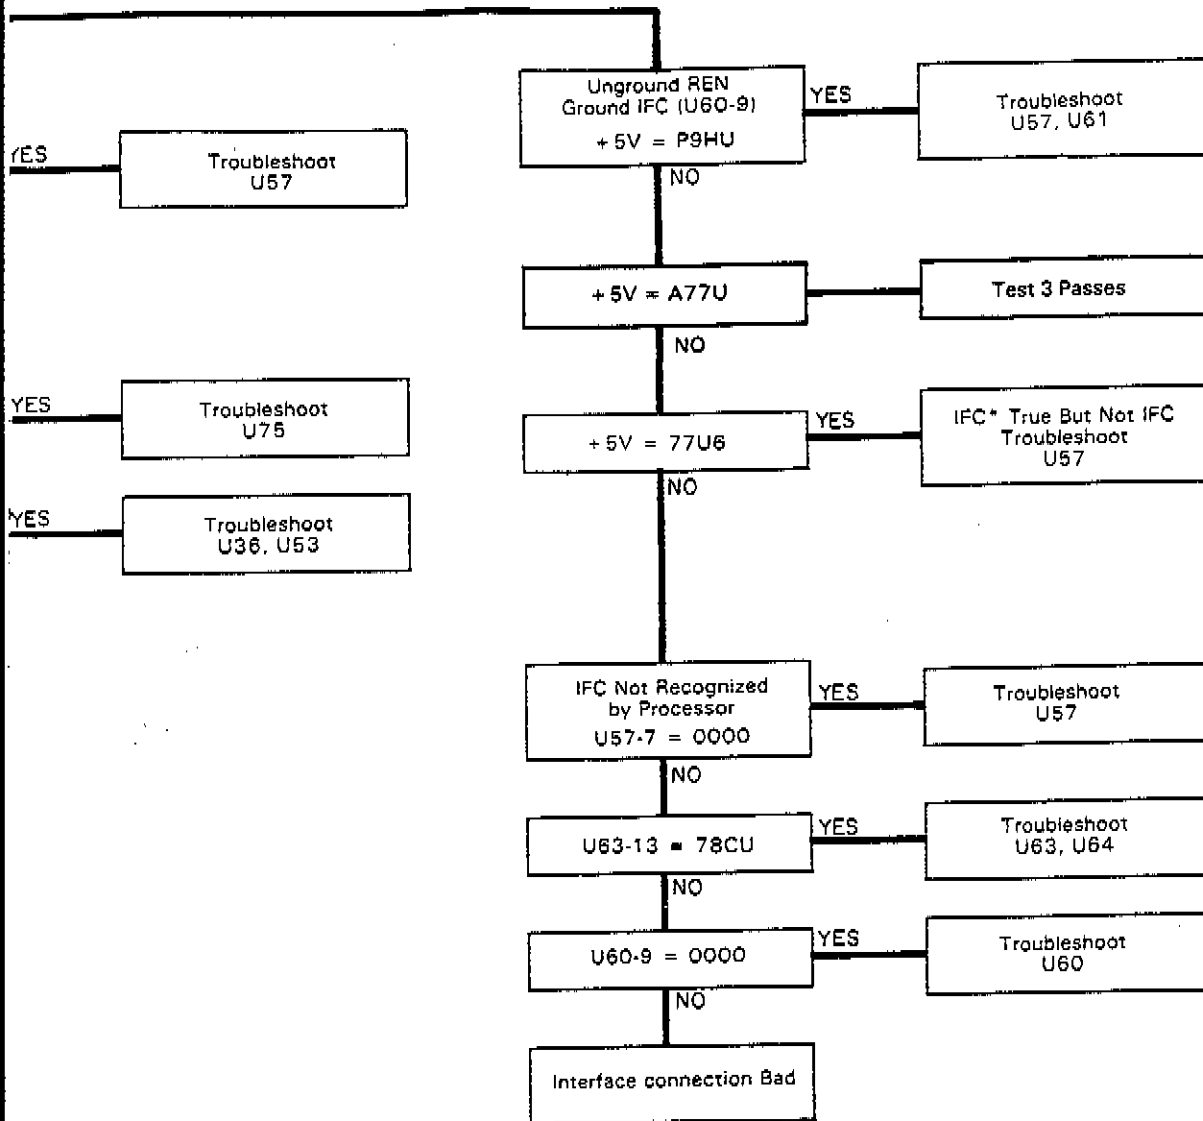 Unground REN
Ground IFC (U60-9)
+5V = P9HU
YES
Troubleshoot
U57, U61
NO
YES
Troubleshoot
U57
+5V = A77U
Test 3 Passes
NO
YES
Troubleshoot
U75
+5V = 77U6
YES
IFC* True But Not IFC
Troubleshoot
U57
NO
YES
Troubleshoot
U36, U53
IFC Not Recognized
by Processor
U57-7 = 0000
YES
Troubleshoot
U57
NO
U63-13 = 78CU
YES
Troubleshoot
U63, U64
NO
U60-9 = 0000
YES
Troubleshoot
U60
NO
Interface connection Bad